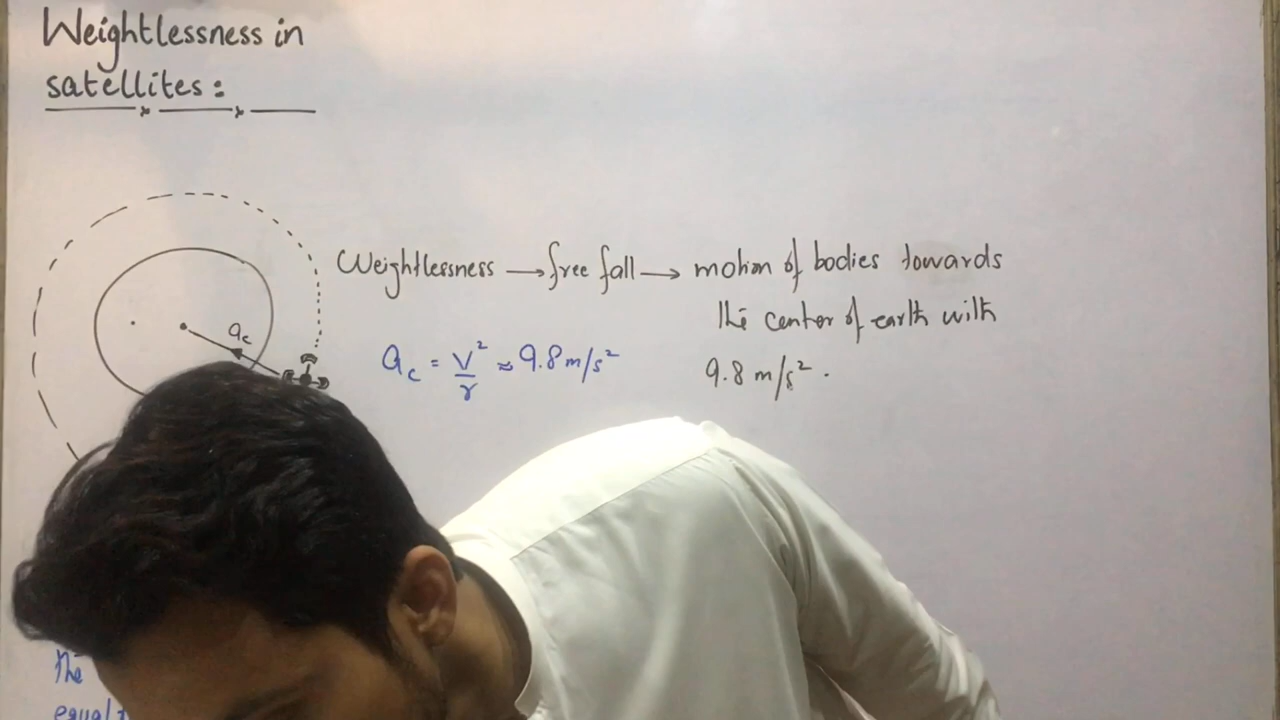 Weightlessness in
satellites :
Weightlessness → free fall → motion of bodies towards
the center of earth with
9.8 m/s² .
a_c
a_c = v²/r ≈ 9.8 m/s²
The
equal